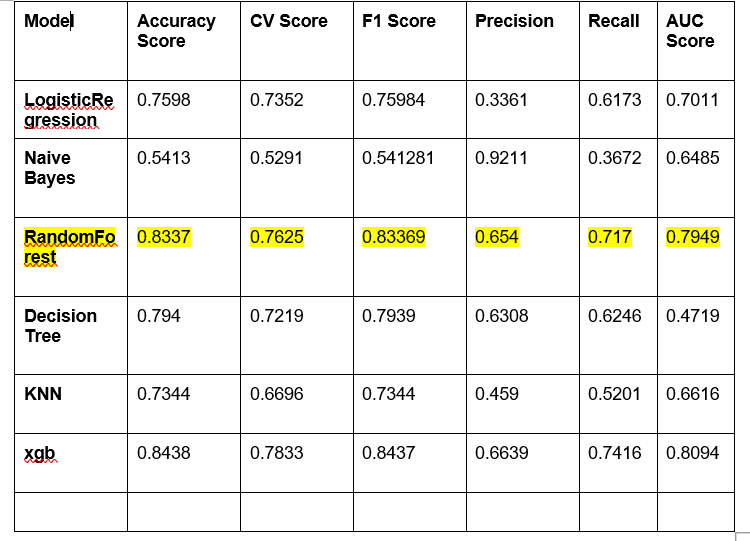 Model Accuracy Score CV Score F1 Score Precision Recall AUC Score
LogisticRegression 0.7598 0.7352 0.75984 0.3361 0.6173 0.7011
Naive Bayes 0.5413 0.5291 0.541281 0.9211 0.3672 0.6485
RandomForest 0.8337 0.7625 0.83369 0.654 0.717 0.7949
Decision Tree 0.794 0.7219 0.7939 0.6308 0.6246 0.4719
KNN 0.7344 0.6696 0.7344 0.459 0.5201 0.6616
xgb 0.8438 0.7833 0.8437 0.6639 0.7416 0.8094